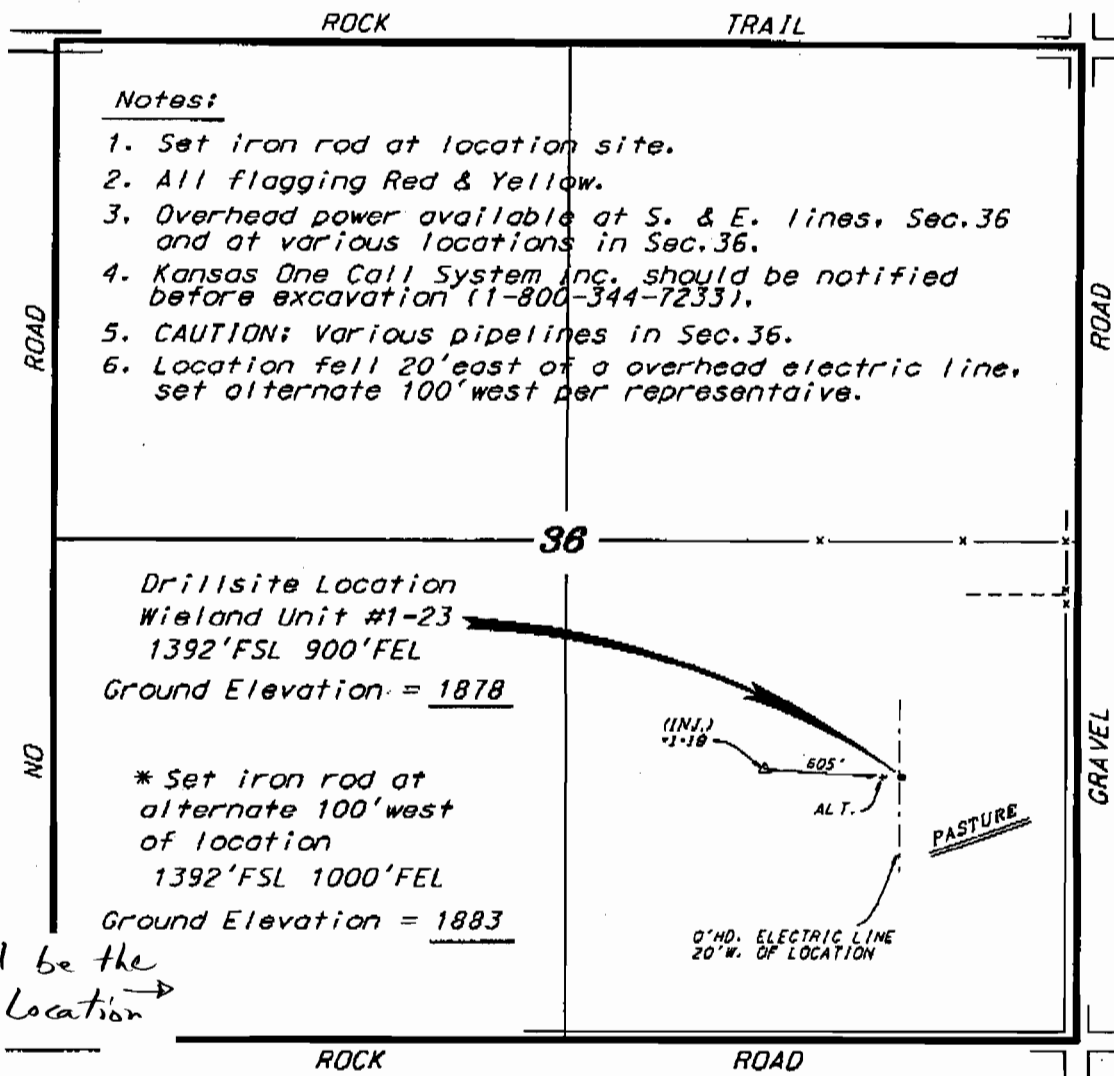 ROCK TRAIL
Notes:
1. Set iron rod at location site.
2. All flagging Red & Yellow.
3. Overhead power available at S. & E. lines, Sec.36
and at various locations in Sec.36.
4. Kansas One Call System Inc. should be notified
before excavation (1-800-344-7233).
5. CAUTION: Various pipelines in Sec.36.
6. Location fell 20'east of a overhead electric line,
set alternate 100'west per representaive.
ROAD
ROAD
36
Drillsite Location
Wieland Unit #1-23
1392'FSL 900'FEL
Ground Elevation = 1878
(INJ.)
605'
ALT.
PASTURE
NO
GRAVEL
* Set iron rod at
alternate 100'west
of location
1392'FSL 1000'FEL
Ground Elevation = 1883
O'HD. ELECTRIC LINE
20'W. OF LOCATION
be the
Location →
ROCK ROAD